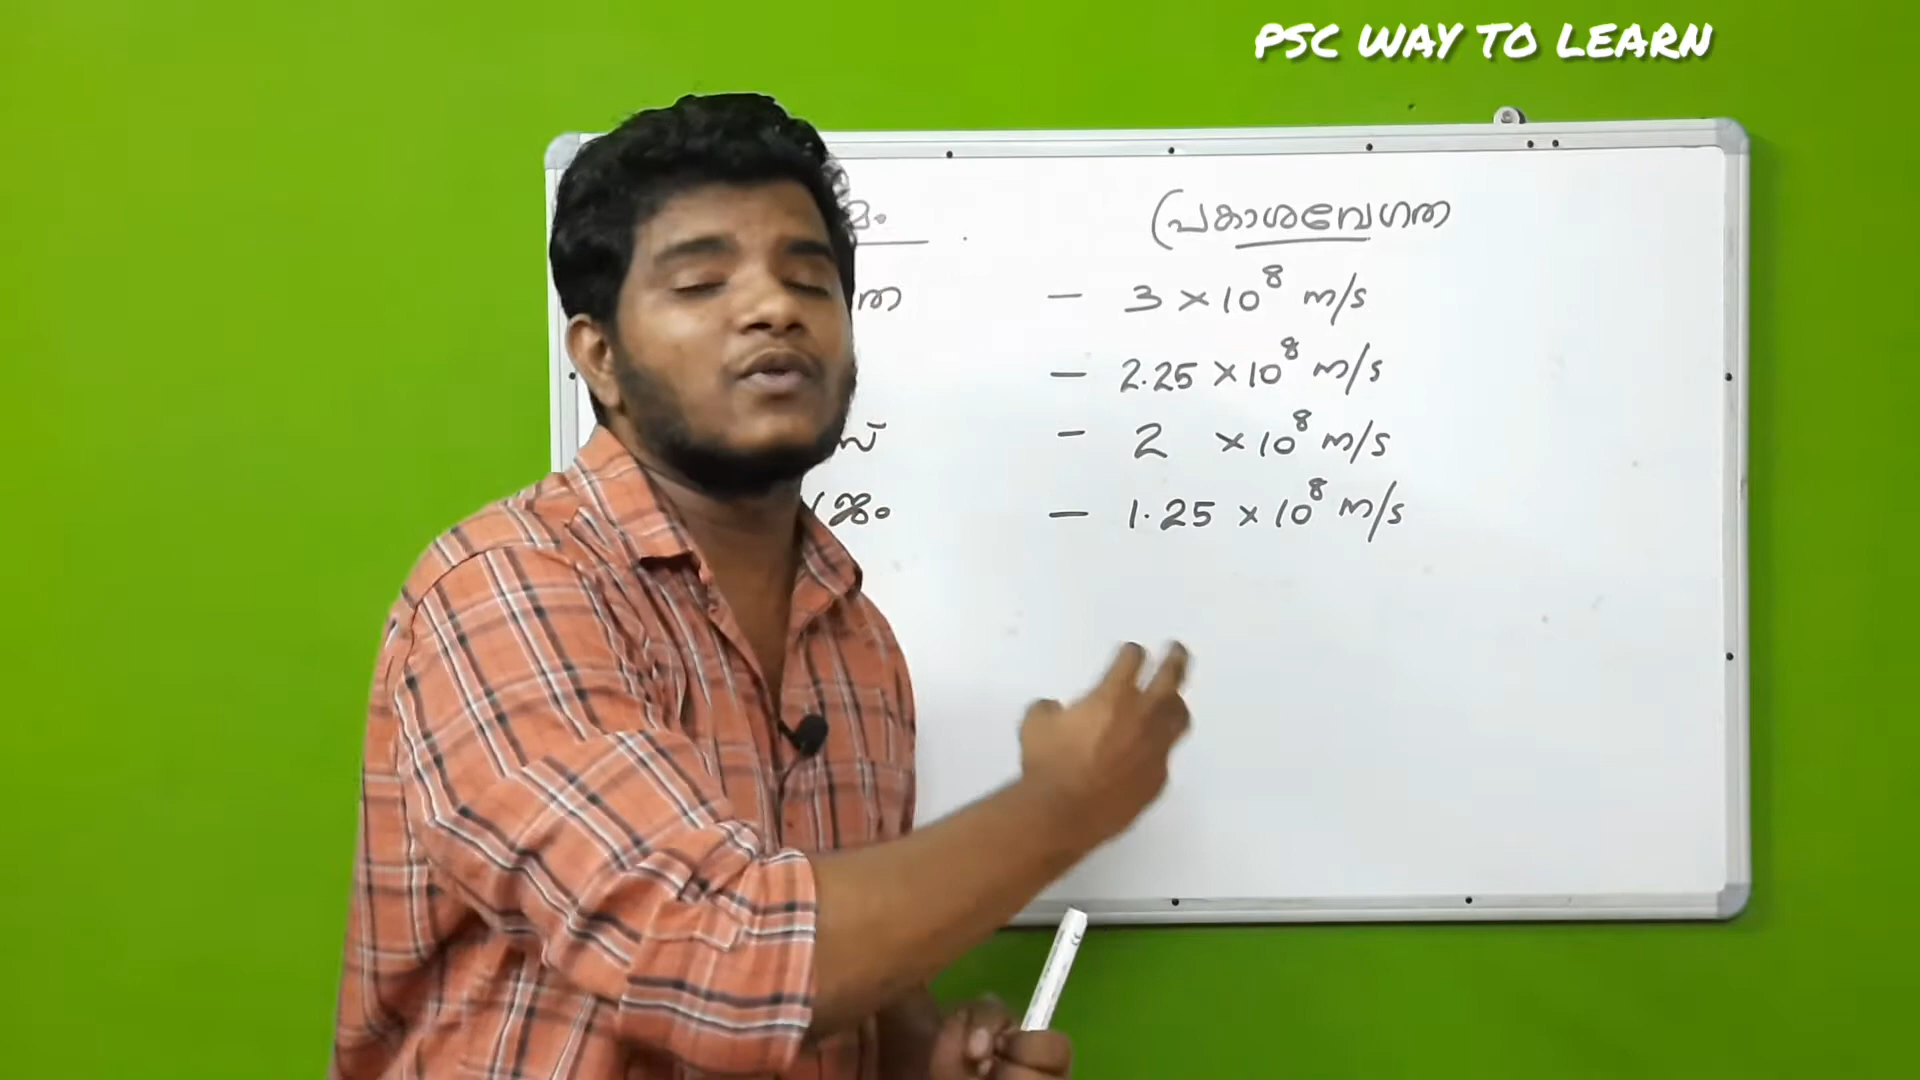 PSC WAY TO LEARN
പ്രകാശവേഗത
– 3 × 10⁸ m/s
– 2.25 × 10⁸ m/s
– 2 × 10⁸ m/s
– 1.25 × 10⁸ m/s